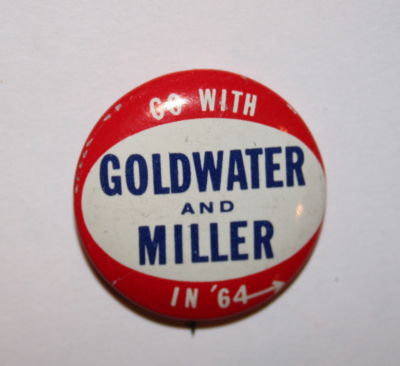 GO WITH
GOLDWATER
AND
MILLER
IN '64